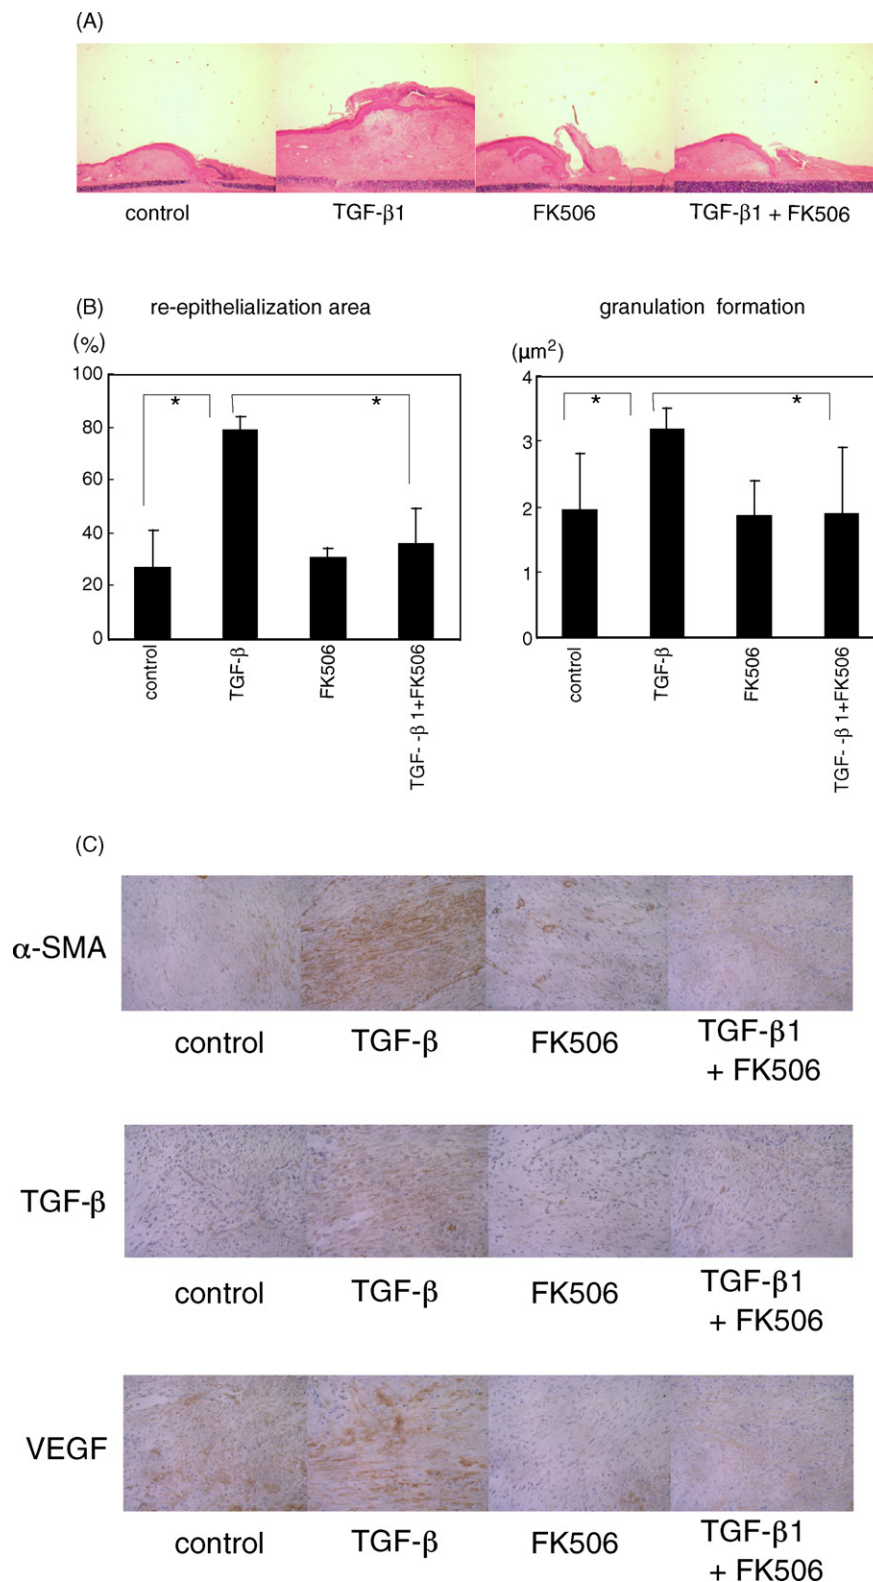 (A)
control TGF-β1 FK506 TGF-β1 + FK506
(B) re-epithelialization area
(%)
100
80
60
40
20
0
* *
control
TGF-β
FK506
TGF- -β 1+FK506
granulation formation
(μm²)
4
3
2
1
0
* *
control
TGF-β
FK506
TGF- -β 1+FK506
(C)
α-SMA
control TGF-β FK506 TGF-β1
+ FK506
TGF-β
control TGF-β FK506 TGF-β1
+ FK506
VEGF
control TGF-β FK506 TGF-β1
+ FK506